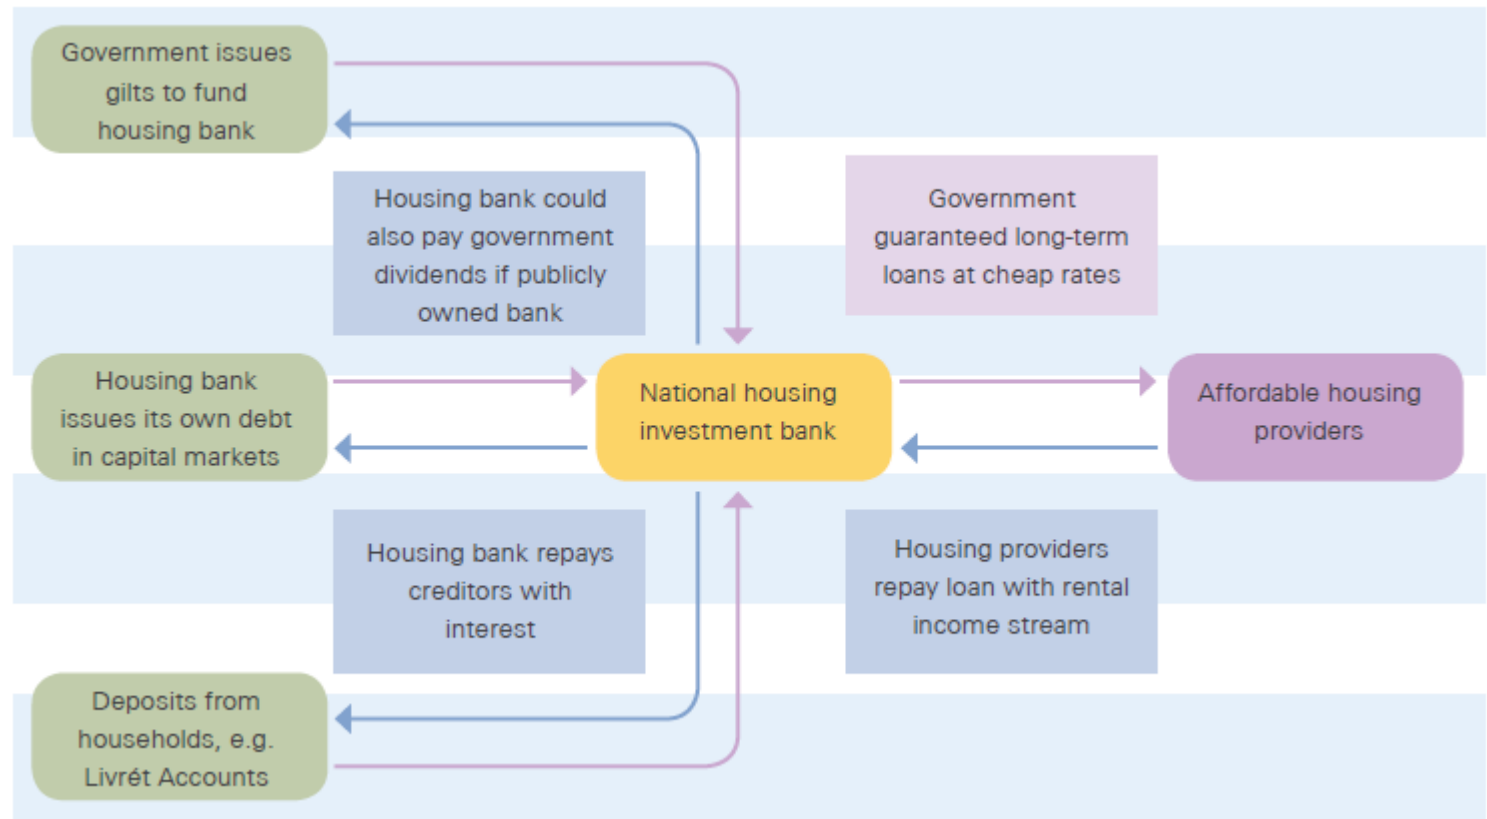 Government issues
gilts to fund
housing bank
Housing bank could
also pay government
dividends if publicly
owned bank
Government
guaranteed long-term
loans at cheap rates
Housing bank
issues its own debt
in capital markets
National housing
investment bank
Affordable housing
providers
Housing bank repays
creditors with
interest
Housing providers
repay loan with rental
income stream
Deposits from
households, e.g.
Livrét Accounts